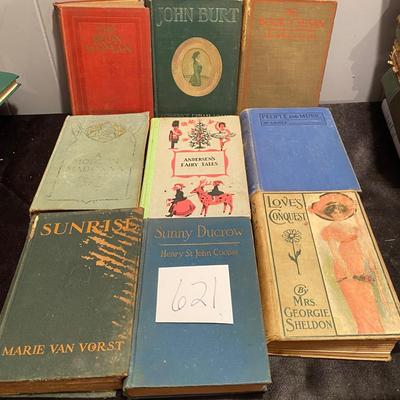 WOMAN
JOHN BURT
ANDERSEN'S
FAIRY TALES
PEOPLE AND MUSIC
SUNRISE
MARIE VAN VORST
Sunny Ducrow
Henry St John Cooper
621
LOVE'S
CONQUEST
By
MRS.
GEORGIE
SHELDON